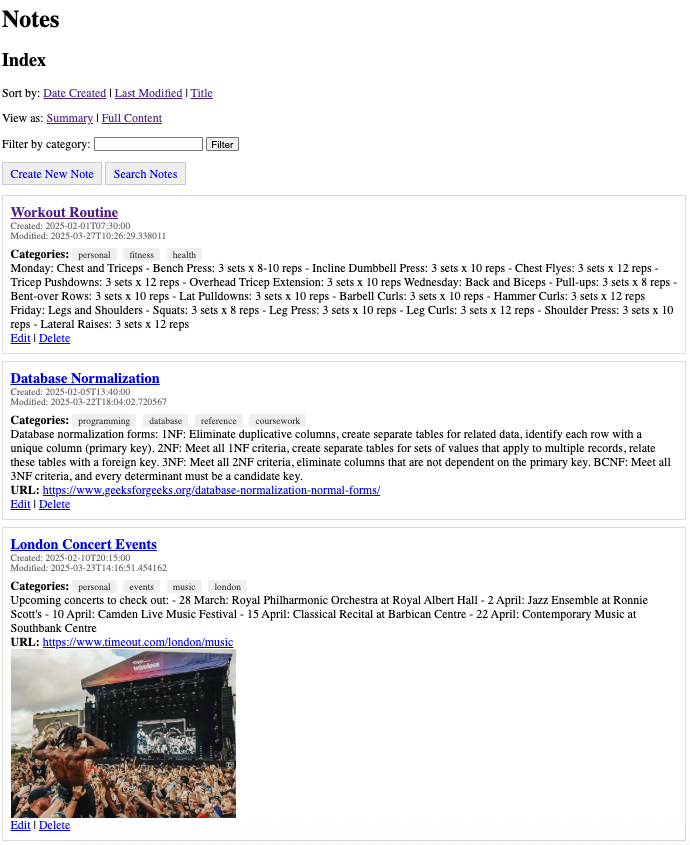 Notes
Index
Sort by: Date Created | Last Modified | Title
View as: Summary | Full Content
Filter by category: Filter
Create New Note Search Notes
Workout Routine
Created: 2025-02-01T07:30:00
Modified: 2025-03-27T10:26:29.338011
Categories: personal fitness health
Monday: Chest and Triceps - Bench Press: 3 sets x 8-10 reps - Incline Dumbbell Press: 3 sets x 10 reps - Chest Flyes: 3 sets x 12 reps -
Tricep Pushdowns: 3 sets x 12 reps - Overhead Tricep Extension: 3 sets x 10 reps Wednesday: Back and Biceps - Pull-ups: 3 sets x 8 reps -
Bent-over Rows: 3 sets x 10 reps - Lat Pulldowns: 3 sets x 10 reps - Barbell Curls: 3 sets x 10 reps - Hammer Curls: 3 sets x 12 reps
Friday: Legs and Shoulders - Squats: 3 sets x 8 reps - Leg Press: 3 sets x 10 reps - Leg Curls: 3 sets x 12 reps - Shoulder Press: 3 sets x 10
reps - Lateral Raises: 3 sets x 12 reps
Edit | Delete
Database Normalization
Created: 2025-02-05T13:40:00
Modified: 2025-03-22T18:04:02.720567
Categories: programming database reference coursework
Database normalization forms: 1NF: Eliminate duplicative columns, create separate tables for related data, identify each row with a
unique column (primary key). 2NF: Meet all 1NF criteria, create separate tables for sets of values that apply to multiple records, relate
these tables with a foreign key. 3NF: Meet all 2NF criteria, eliminate columns that are not dependent on the primary key. BCNF: Meet all
3NF criteria, and every determinant must be a candidate key.
URL: https://www.geeksforgeeks.org/database-normalization-normal-forms/
Edit | Delete
London Concert Events
Created: 2025-02-10T20:15:00
Modified: 2025-03-23T14:16:51.454162
Categories: personal events music london
Upcoming concerts to check out: - 28 March: Royal Philharmonic Orchestra at Royal Albert Hall - 2 April: Jazz Ensemble at Ronnie
Scott's - 10 April: Camden Live Music Festival - 15 April: Classical Recital at Barbican Centre - 22 April: Contemporary Music at
Southbank Centre
URL: https://www.timeout.com/london/music
wireless
Edit | Delete